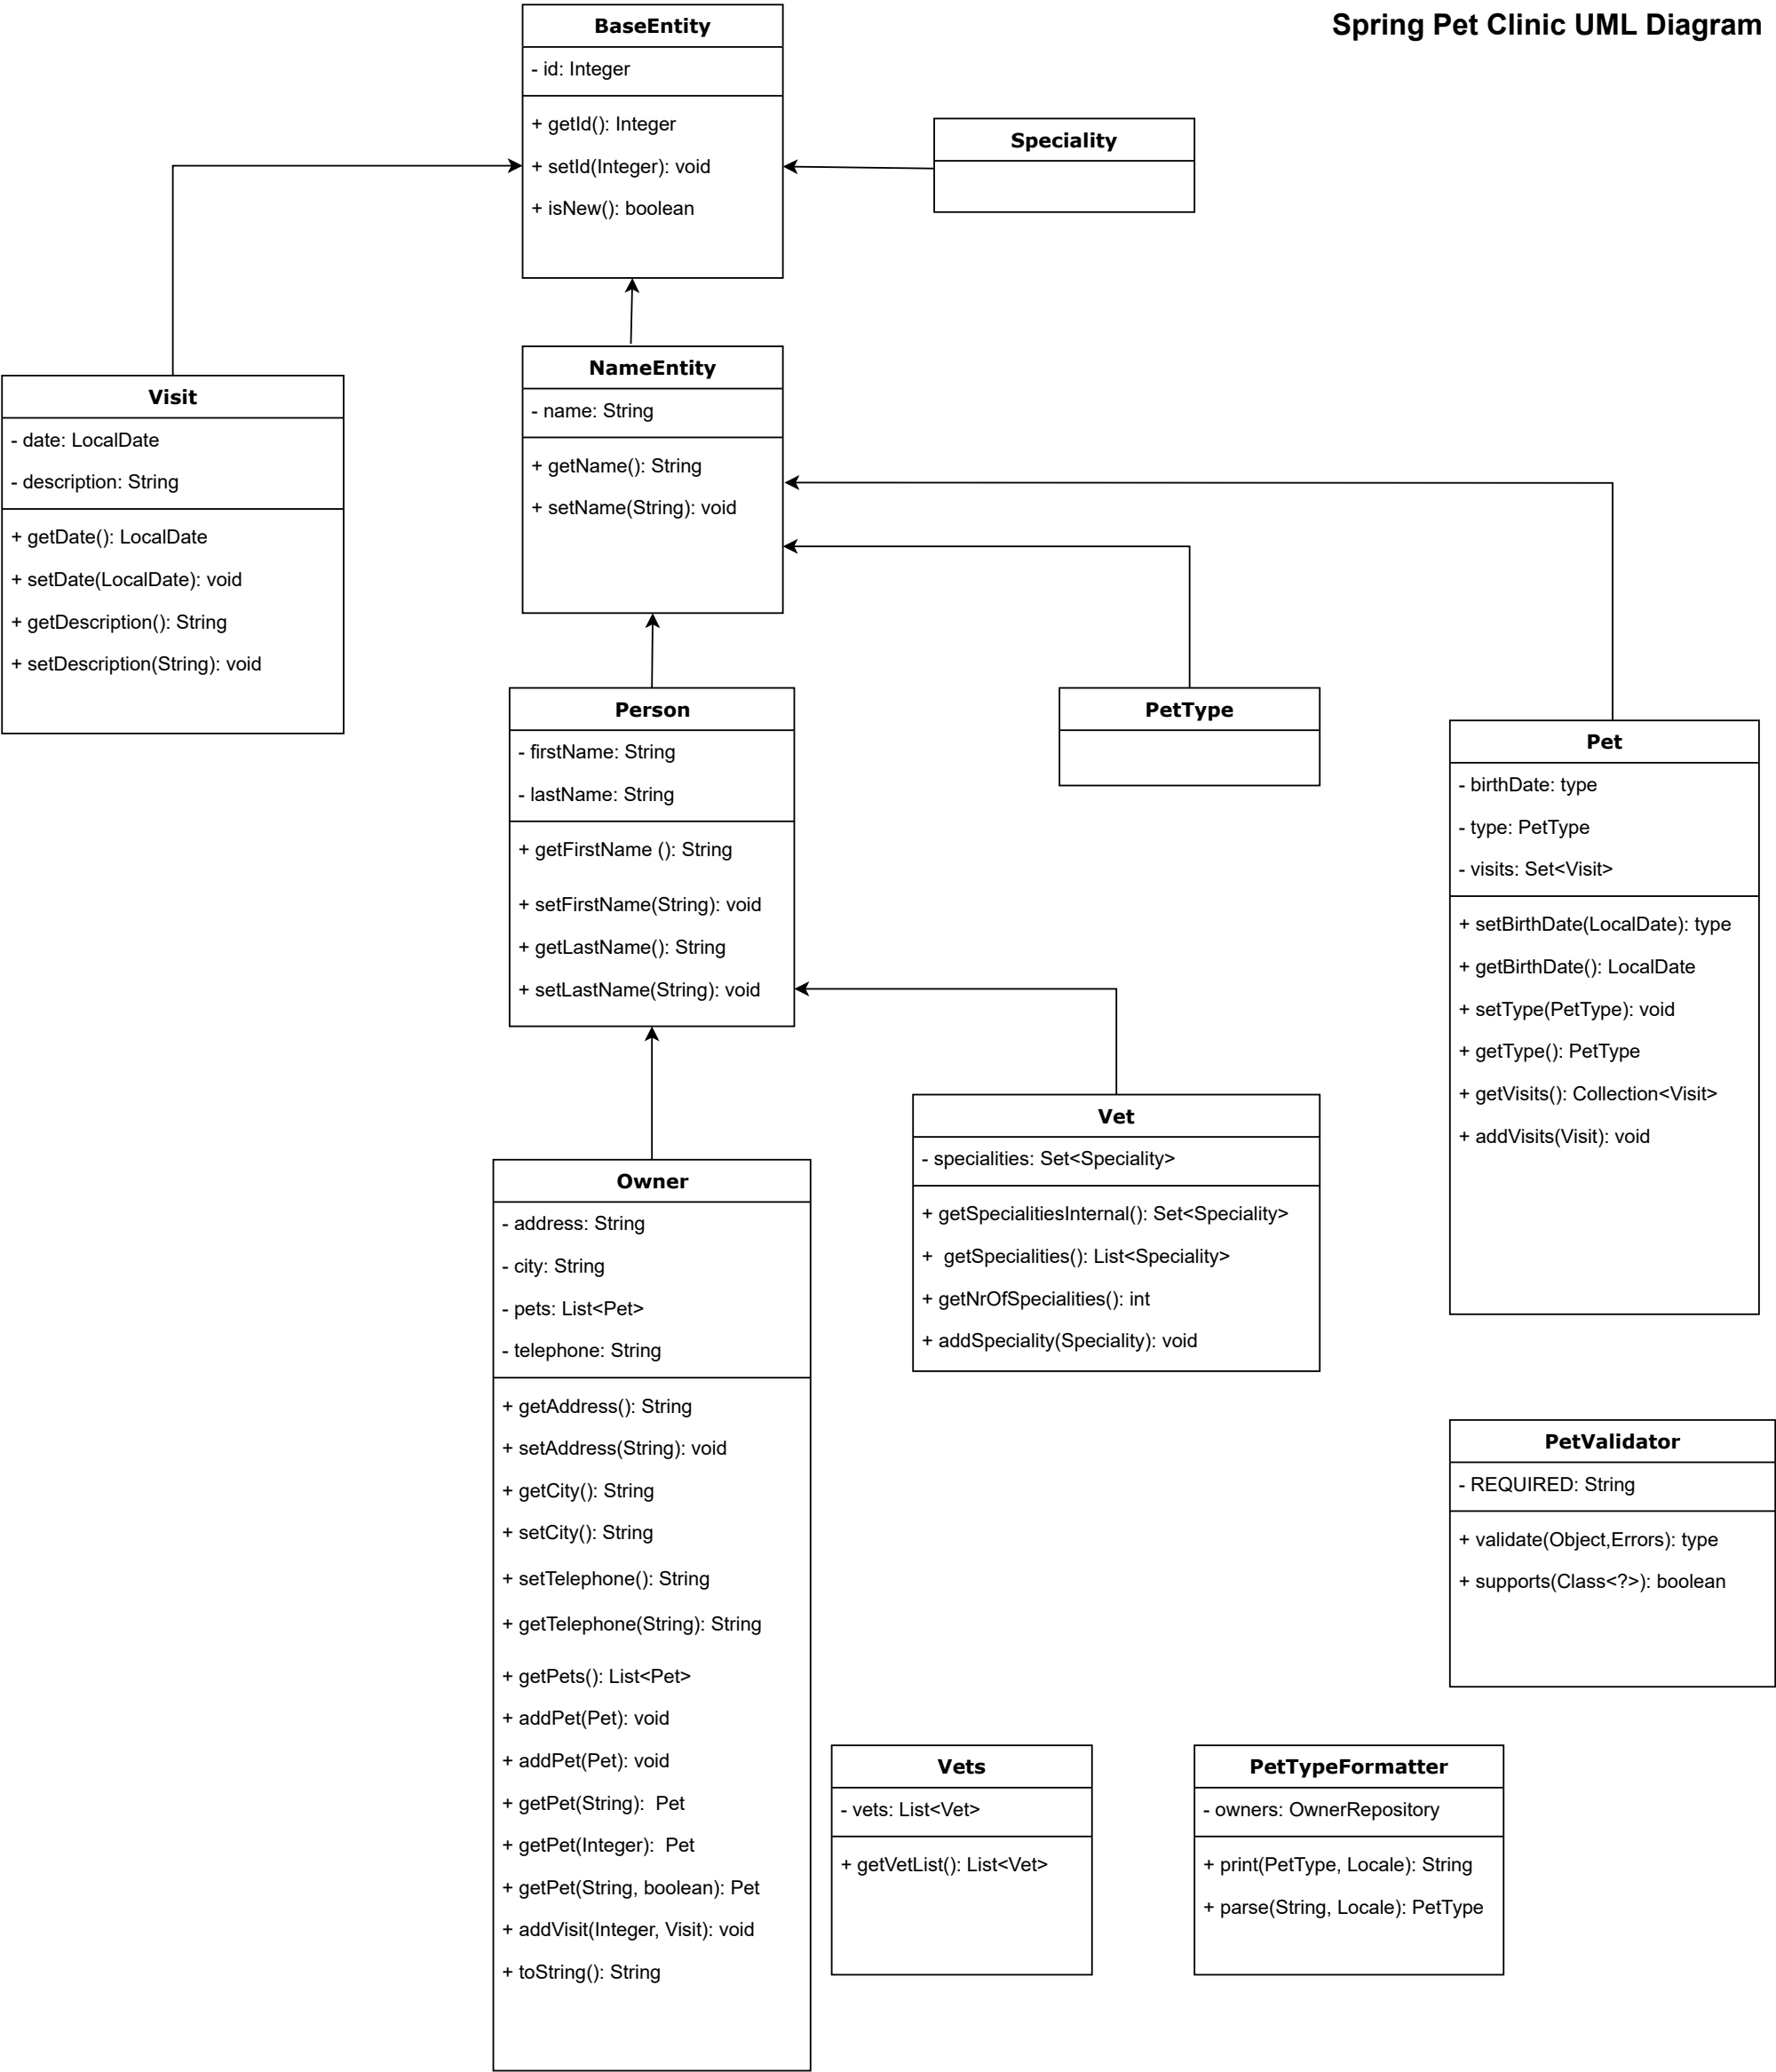 Spring Pet Clinic UML Diagram
BaseEntity
- id: Integer
+ getId(): Integer
+ setId(Integer): void
+ isNew(): boolean
Speciality
NameEntity
- name: String
+ getName(): String
+ setName(String): void
Visit
- date: LocalDate
- description: String
+ getDate(): LocalDate
+ setDate(LocalDate): void
+ getDescription(): String
+ setDescription(String): void
Person
- firstName: String
- lastName: String
+ getFirstName (): String
+ setFirstName(String): void
+ getLastName(): String
+ setLastName(String): void
PetType
Pet
- birthDate: type
- type: PetType
- visits: Set<Visit>
+ setBirthDate(LocalDate): type
+ getBirthDate(): LocalDate
+ setType(PetType): void
+ getType(): PetType
+ getVisits(): Collection<Visit>
+ addVisits(Visit): void
Vet
- specialities: Set<Speciality>
+ getSpecialitiesInternal(): Set<Speciality>
+  getSpecialities(): List<Speciality>
+ getNrOfSpecialities(): int
+ addSpeciality(Speciality): void
Owner
- address: String
- city: String
- pets: List<Pet>
- telephone: String
+ getAddress(): String
+ setAddress(String): void
+ getCity(): String
+ setCity(): String
+ setTelephone(): String
+ getTelephone(String): String
+ getPets(): List<Pet>
+ addPet(Pet): void
+ addPet(Pet): void
+ getPet(String):  Pet
+ getPet(Integer):  Pet
+ getPet(String, boolean): Pet
+ addVisit(Integer, Visit): void
+ toString(): String
PetValidator
- REQUIRED: String
+ validate(Object,Errors): type
+ supports(Class<?>): boolean
Vets
- vets: List<Vet>
+ getVetList(): List<Vet>
PetTypeFormatter
- owners: OwnerRepository
+ print(PetType, Locale): String
+ parse(String, Locale): PetType